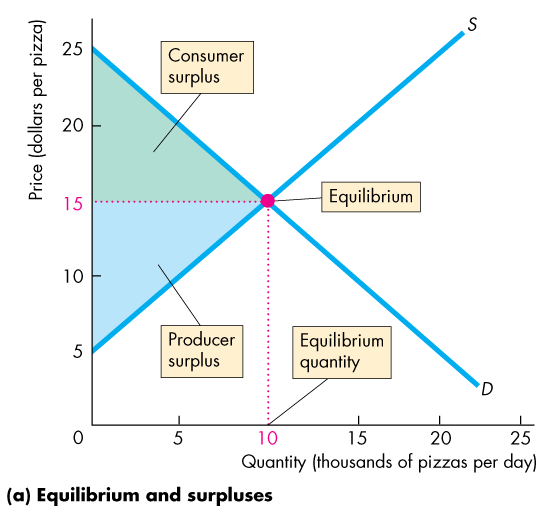 Price (dollars per pizza)
25
20
15
10
5
0
5
10
15
20
25
Quantity (thousands of pizzas per day)
S
D
Consumer
surplus
Equilibrium
Producer
surplus
Equilibrium
quantity
(a) Equilibrium and surpluses